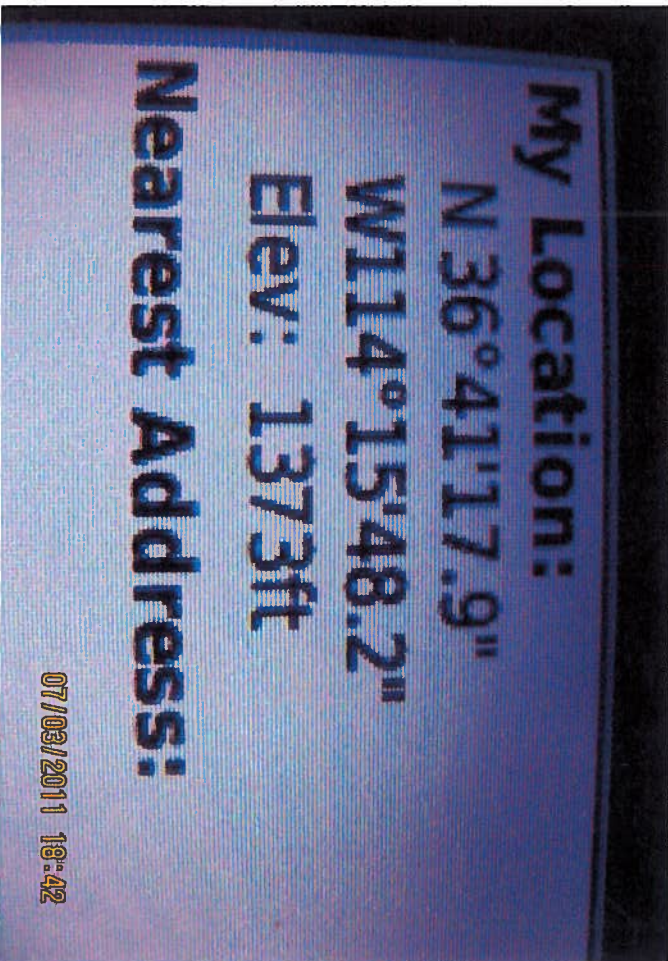 My Location:
N 36°41'17.9"
W114°15'48.2"
Elev: 1373ft
Nearest Address:
07/03/2011 18:42